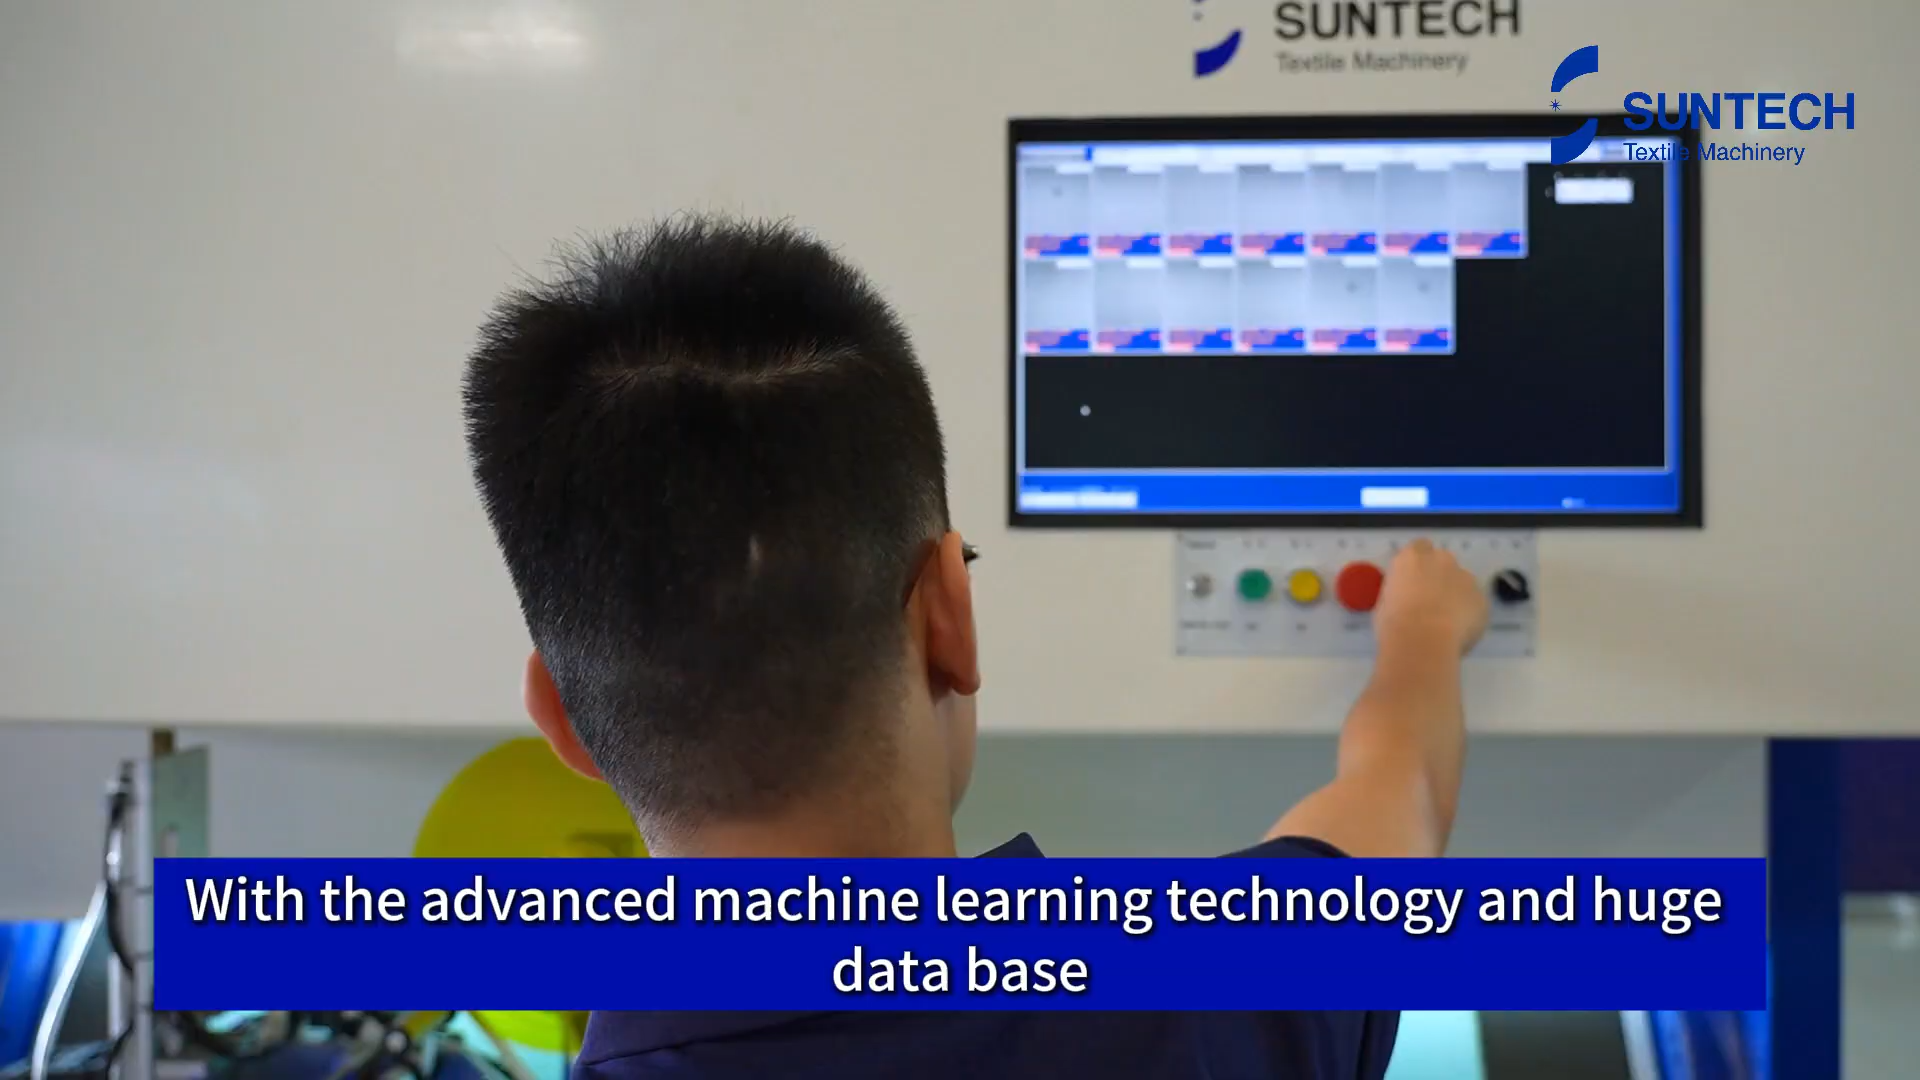 SUNTECH
Textile Machinery
SUNTECH
Textile Machinery
With the advanced machine learning technology and huge
data base